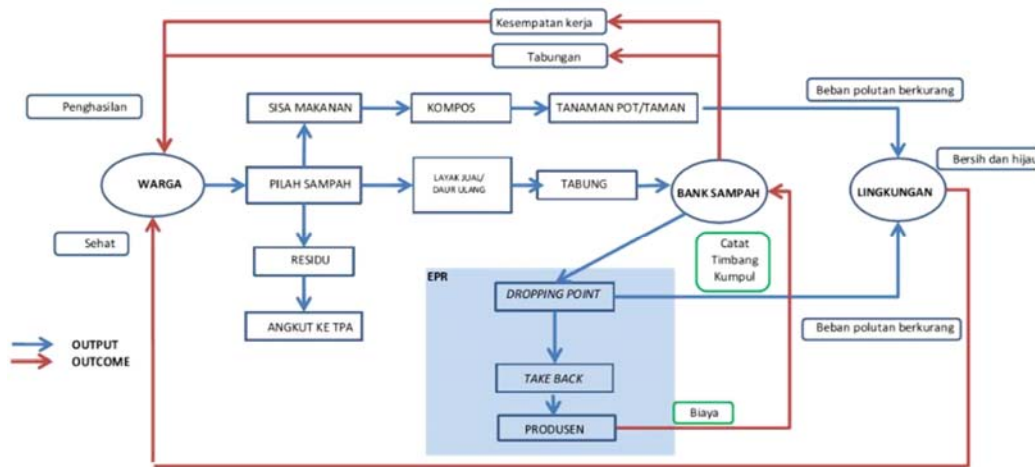 Kesempatan kerja
Tabungan
Penghasilan
SISA MAKANAN
KOMPOS
TANAMAN POT/TAMAN
Beban polutan berkurang
Bersih dan hijau
WARGA
PILAH SAMPAH
LAYAK JUAL/
DAUR ULANG
TABUNG
BANK SAMPAH
LINGKUNGAN
Sehat
RESIDU
Catat
Timbang
Kumpul
EPR
DROPPING POINT
ANGKUT KE TPA
Beban polutan berkurang
OUTPUT
OUTCOME
TAKE BACK
Biaya
PRODUSEN